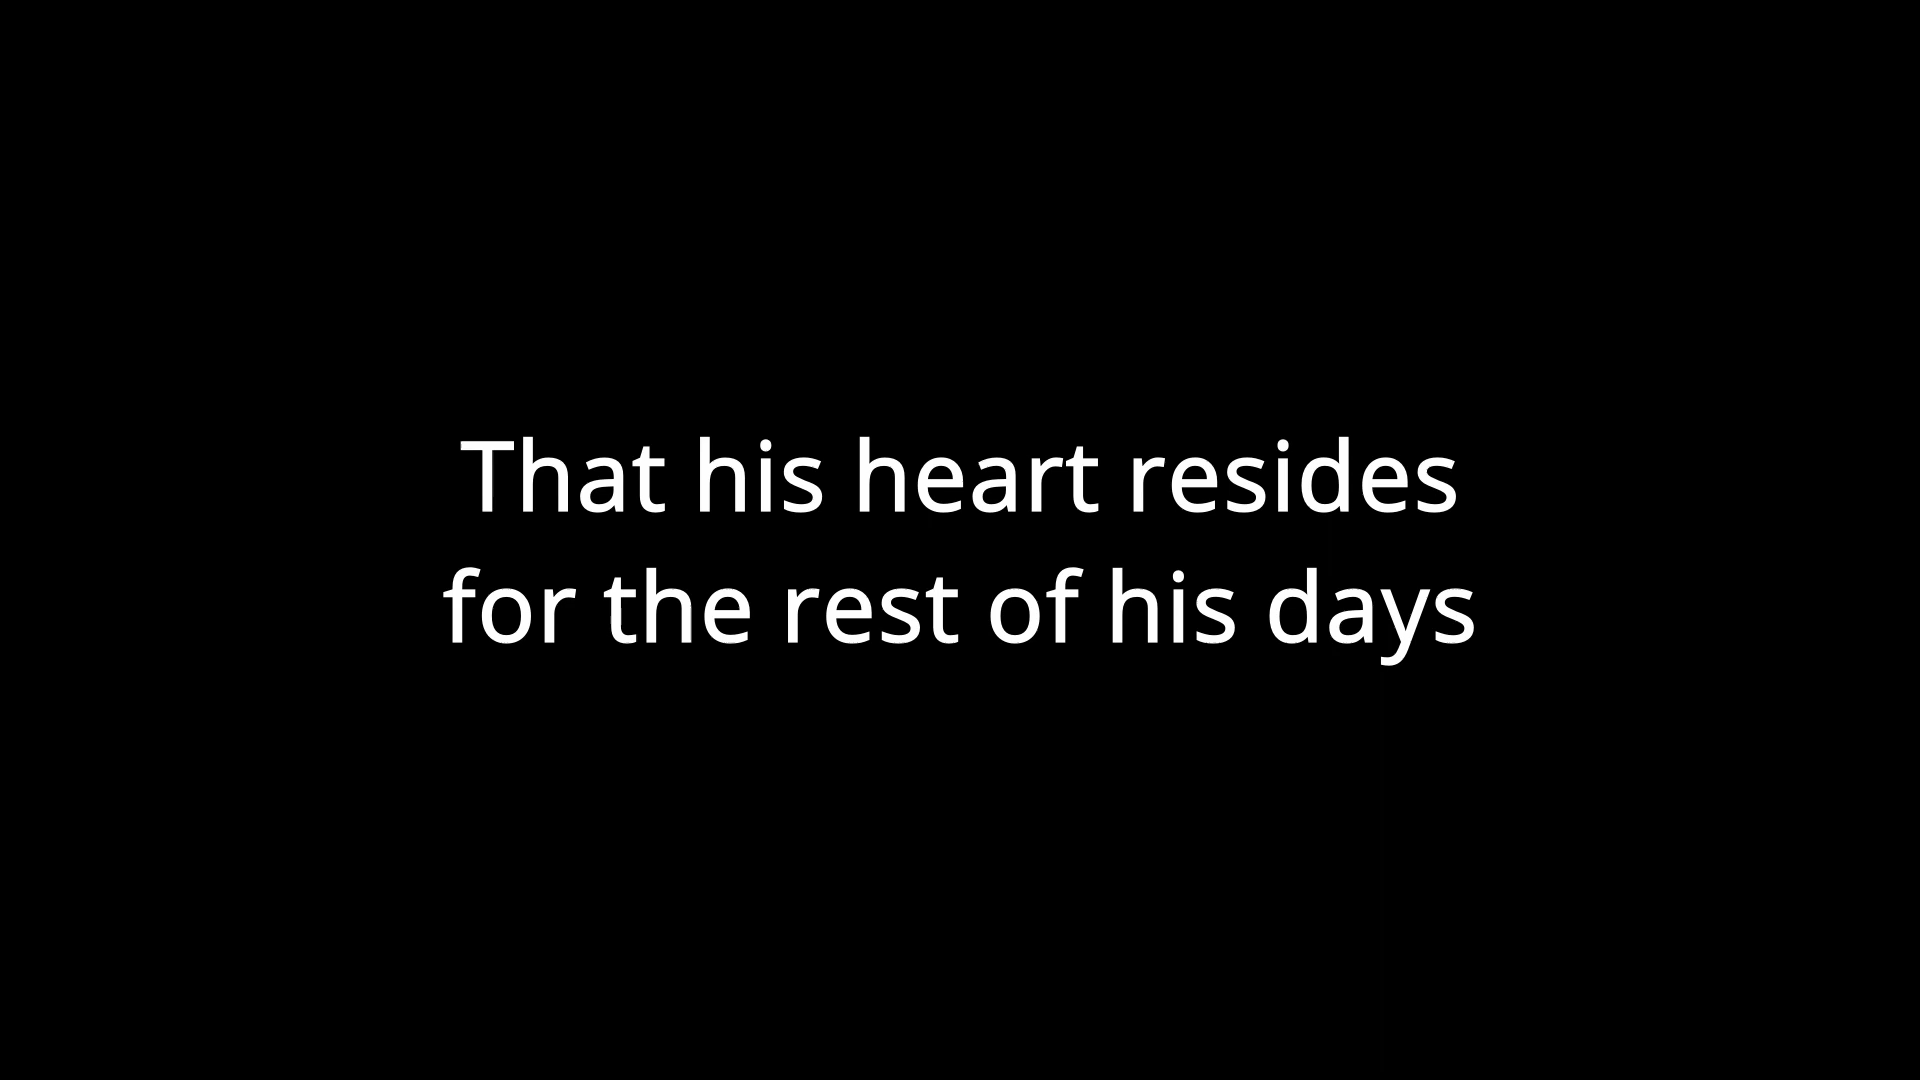 That his heart resides
for the rest of his days